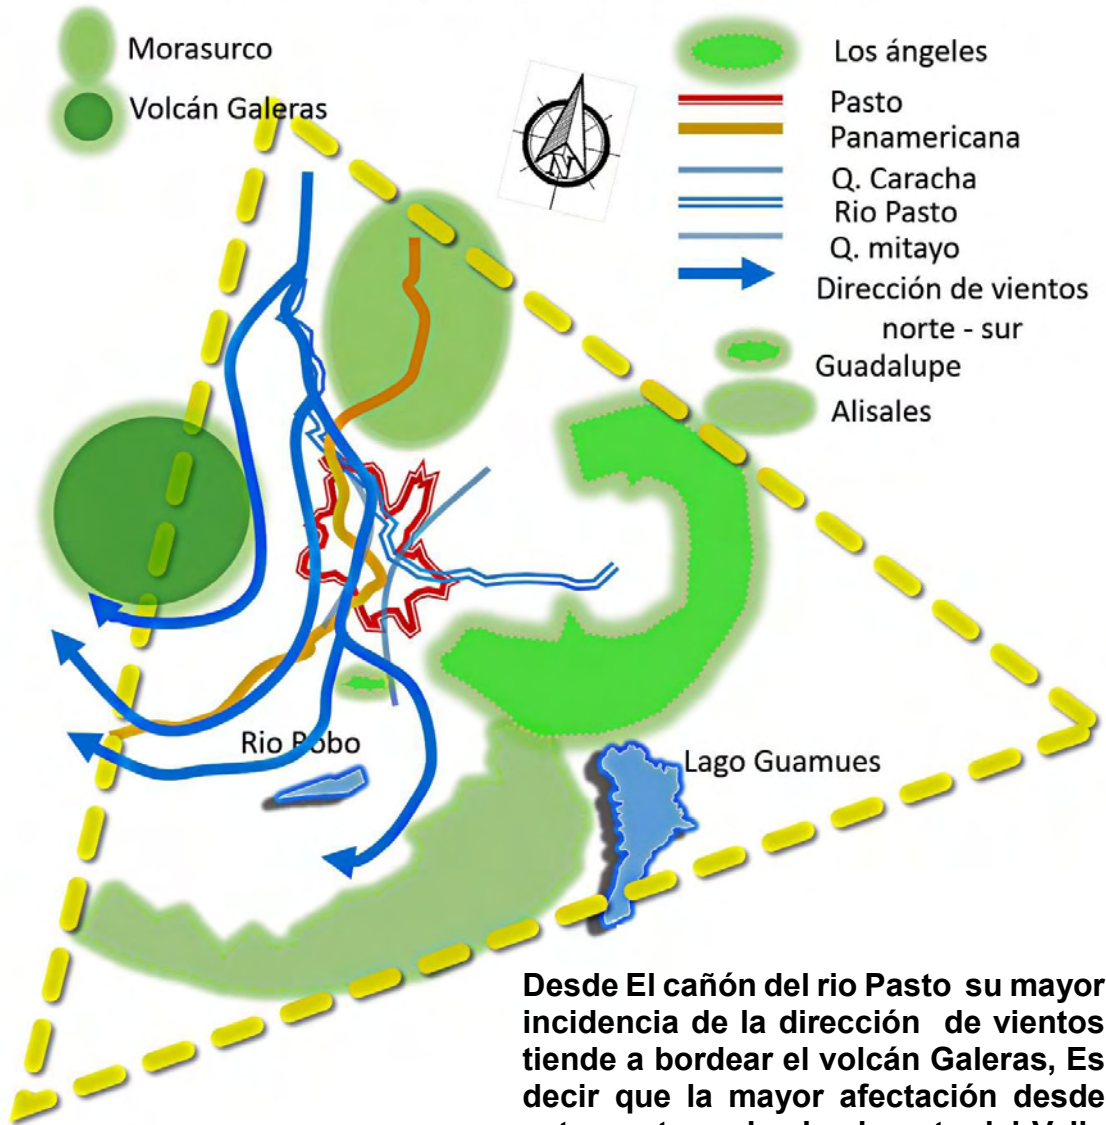 Morasurco
Volcán Galeras
N
Los ángeles
Pasto
Panamericana
Q. Caracha
Rio Pasto
Q. mitayo
Dirección de vientos
norte - sur
Guadalupe
Alisales
Rio Bobo
Lago Guamues
Desde El cañón del rio Pasto su mayor
incidencia de la dirección de vientos
tiende a bordear el volcán Galeras, Es
decir que la mayor afectación desde